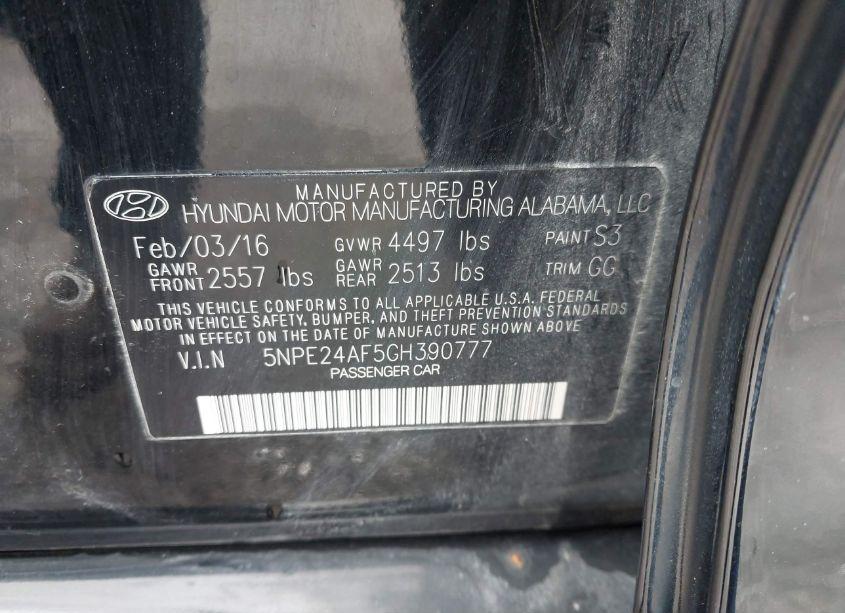 MANUFACTURED BY
HYUNDAI MOTOR MANUFACTURING ALABAMA, LLC
Feb/03/16 GVWR 4497 lbs PAINT S3
GAWR FRONT 2557 lbs GAWR REAR 2513 lbs TRIM GG
THIS VEHICLE CONFORMS TO ALL APPLICABLE U.S.A. FEDERAL
MOTOR VEHICLE SAFETY, BUMPER, AND THEFT PREVENTION STANDARDS
IN EFFECT ON THE DATE OF MANUFACTURE SHOWN ABOVE.
V.I.N 5NPE24AF5GH390777
PASSENGER CAR